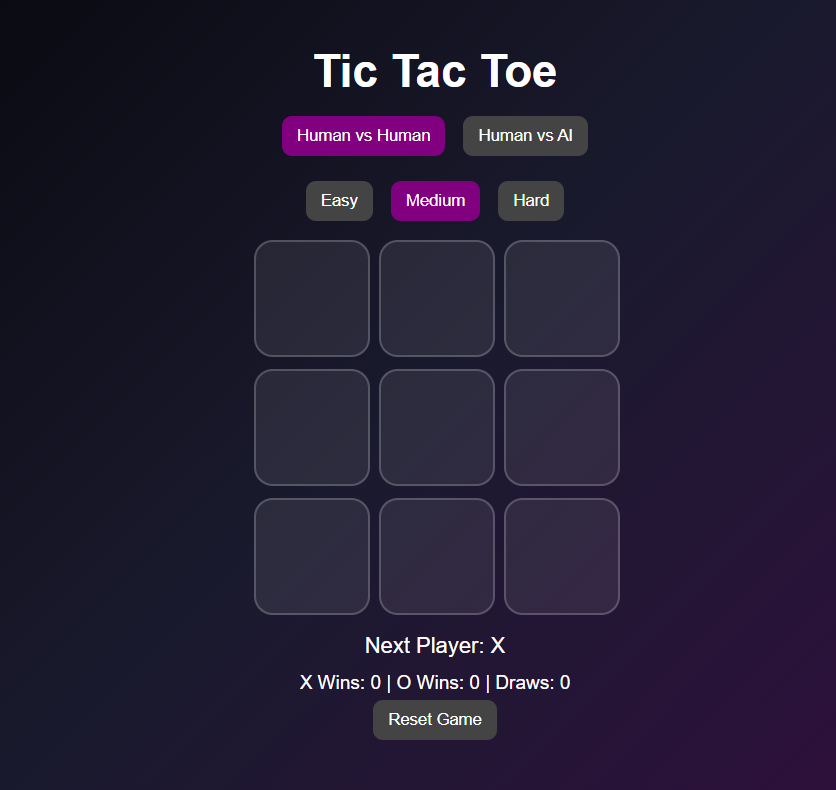 Tic Tac Toe
Human vs Human Human vs AI
Easy Medium Hard
Next Player: X
X Wins: 0 | O Wins: 0 | Draws: 0
Reset Game